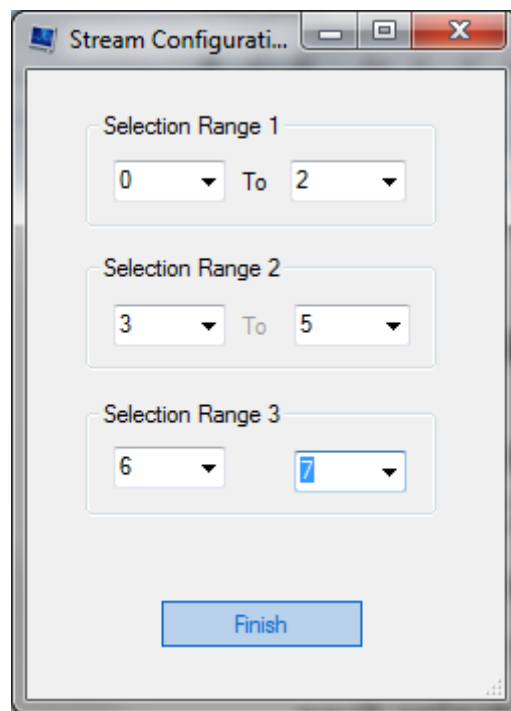 Stream Configurati...
Selection Range 1
0 To 2
Selection Range 2
3 To 5
Selection Range 3
6 7
Finish